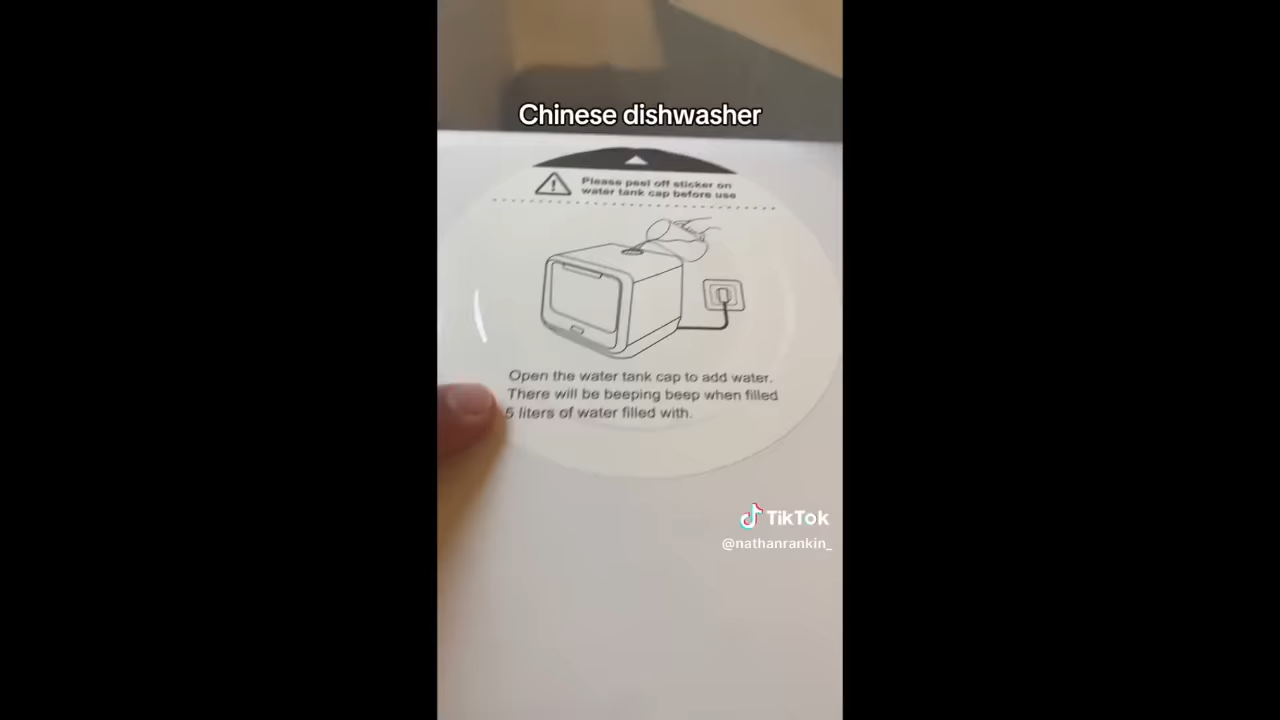 Chinese dishwasher
Please peel off sticker on
water tank cap before use
Open the water tank cap to add water.
There will be beeping beep when filled
5 liters of water filled with.
TikTok
@nathanrankin_